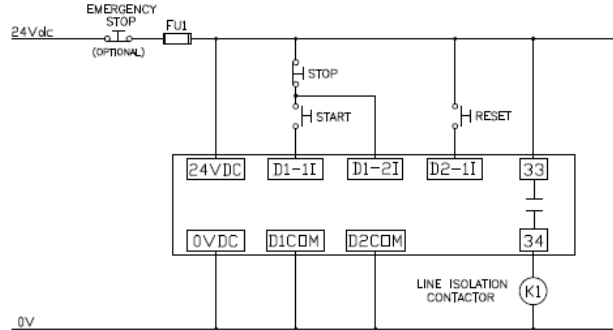 EMERGENCY
STOP
24Vdc
FU1
(OPTIONAL)
STOP
START
RESET
24VDC
D1-1I
D1-2I
D2-1I
33
0VDC
D1COM
D2COM
34
LINE ISOLATION
CONTACTOR
K1
0V